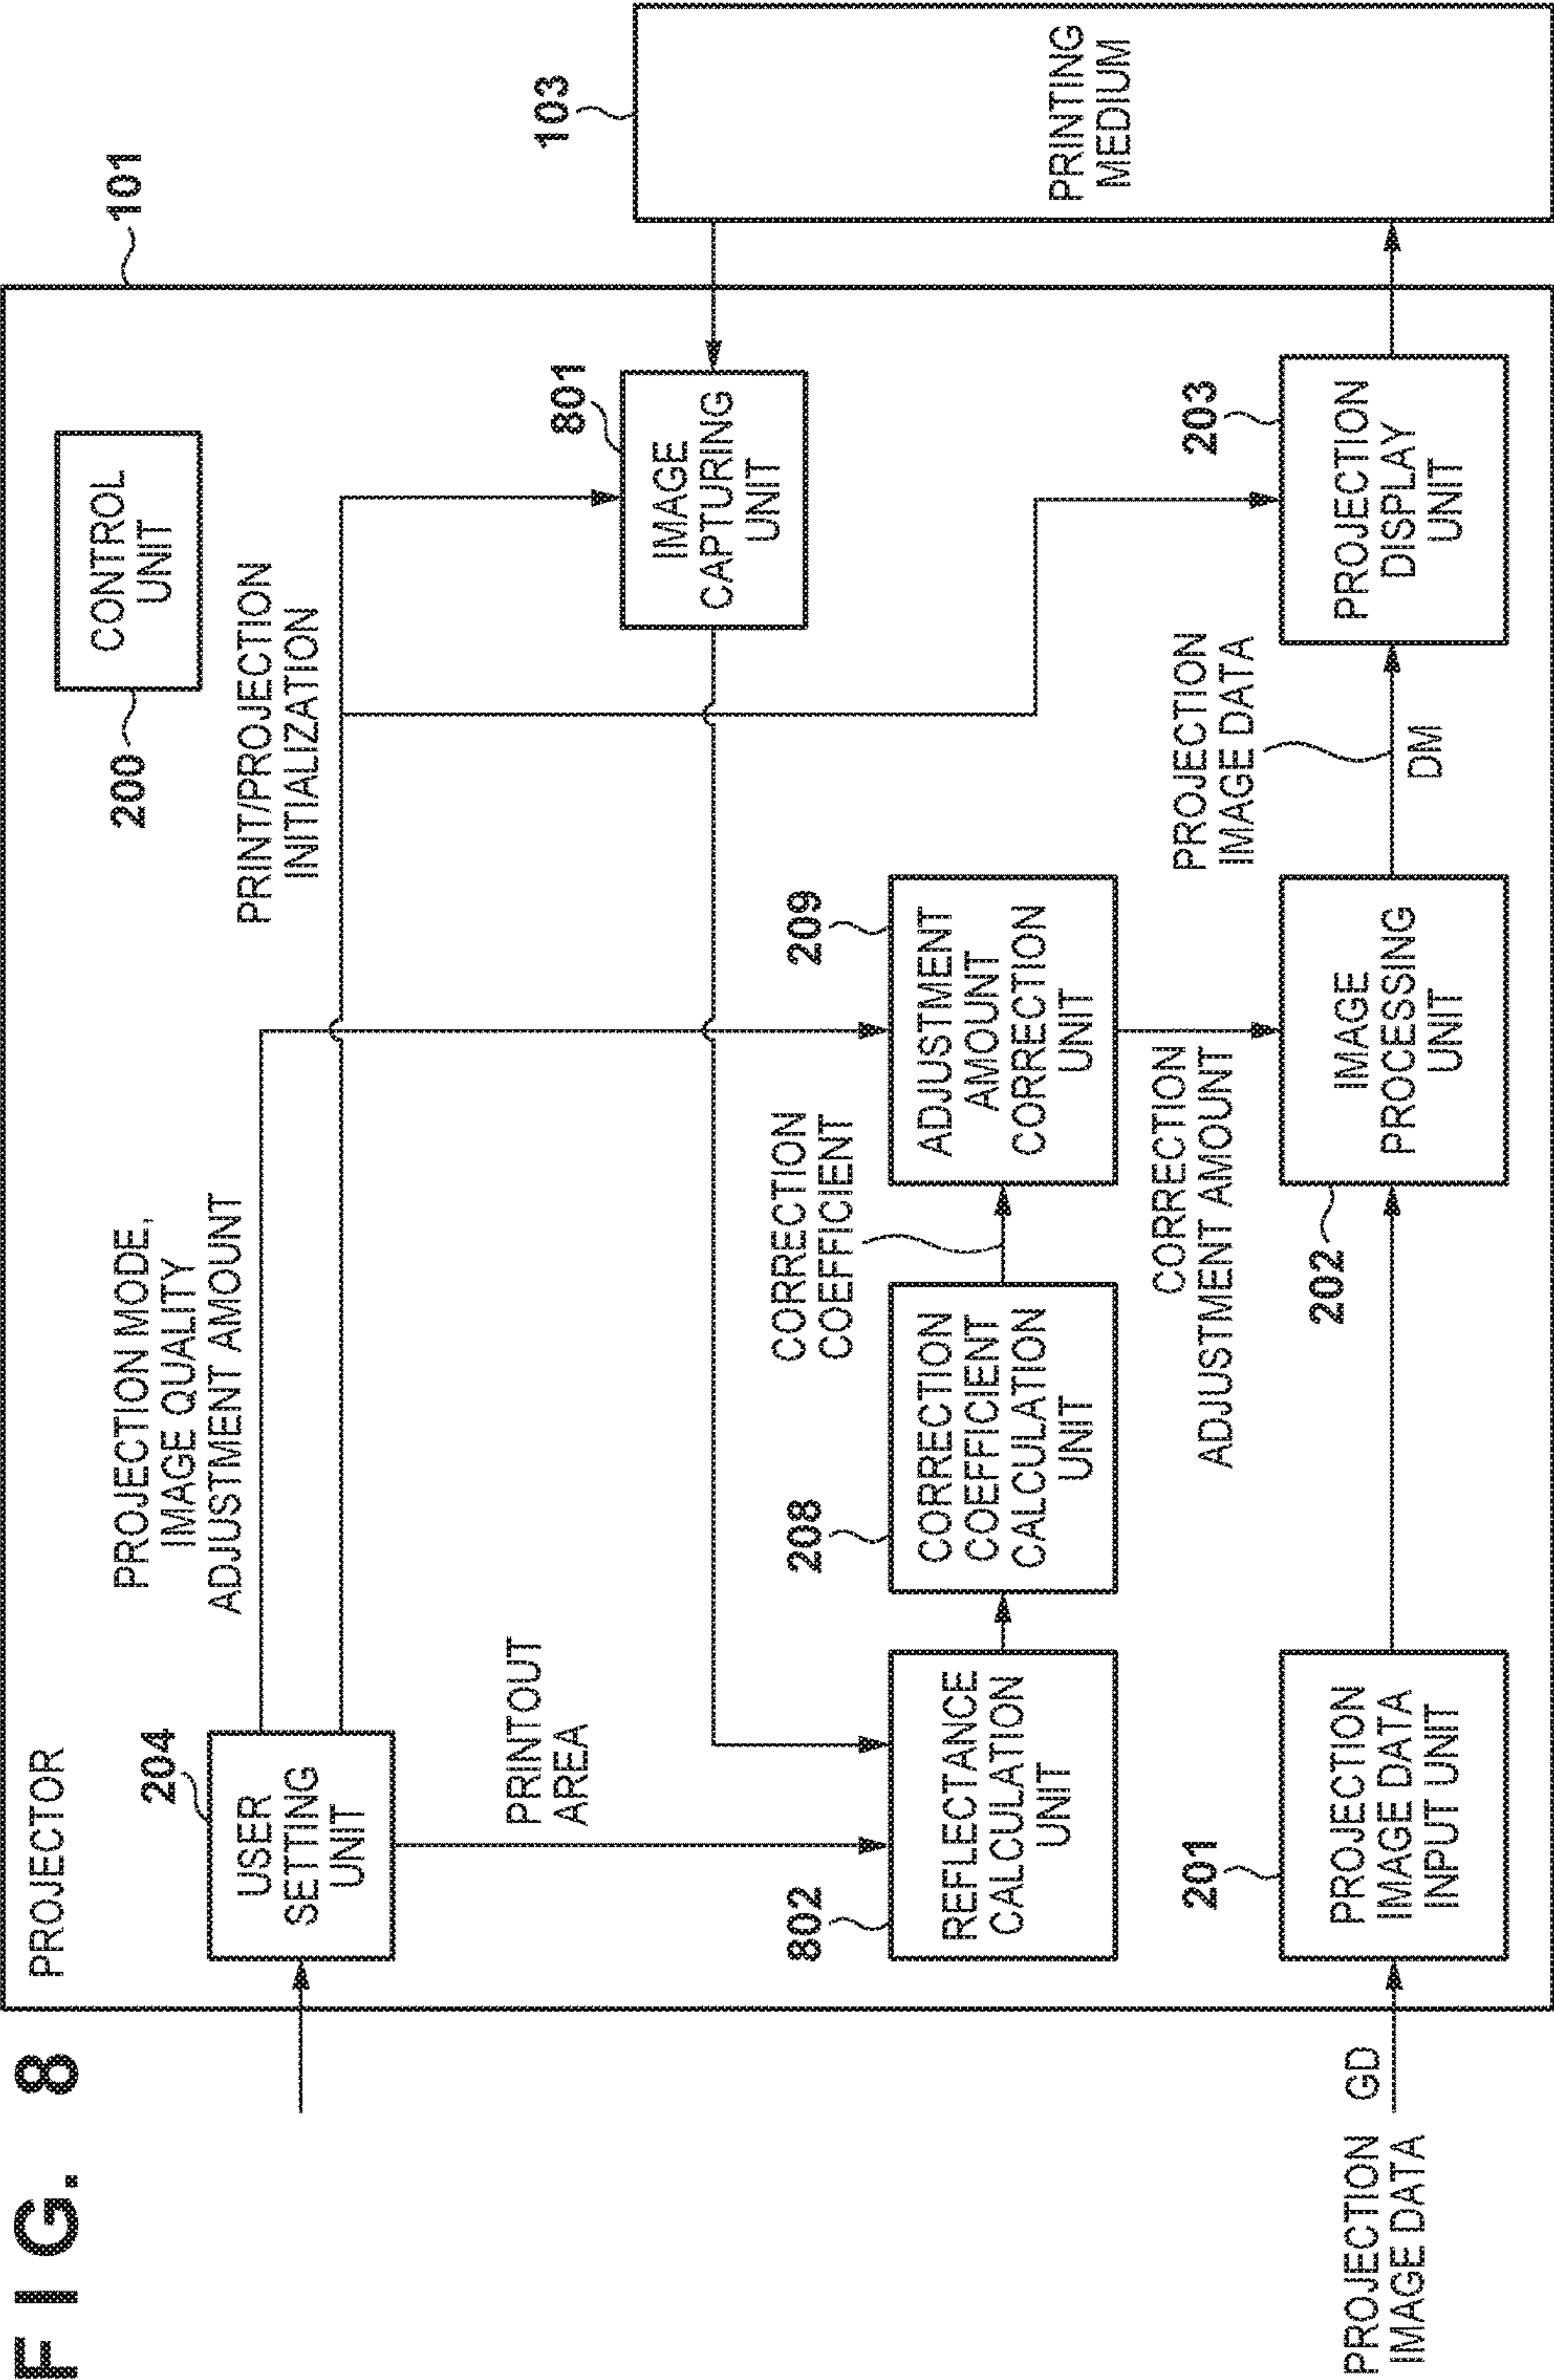 FIG. 8
PROJECTOR
101
CONTROL
UNIT
200
204
USER
SETTING
UNIT
PROJECTION MODE,
IMAGE QUALITY
ADJUSTMENT AMOUNT
PRINT/PROJECTION
INITIALIZATION
PRINTOUT
AREA
801
IMAGE
CAPTURING
UNIT
103
PRINTING
MEDIUM
802
REFLECTANCE
CALCULATION
UNIT
208
CORRECTION
COEFFICIENT
CALCULATION
UNIT
CORRECTION
COEFFICIENT
209
ADJUSTMENT
AMOUNT
CORRECTION
UNIT
CORRECTION
ADJUSTMENT AMOUNT
PROJECTION
IMAGE DATA
GD
201
PROJECTION
IMAGE DATA
INPUT UNIT
202
IMAGE
PROCESSING
UNIT
PROJECTION
IMAGE DATA
DM
203
PROJECTION
DISPLAY
UNIT